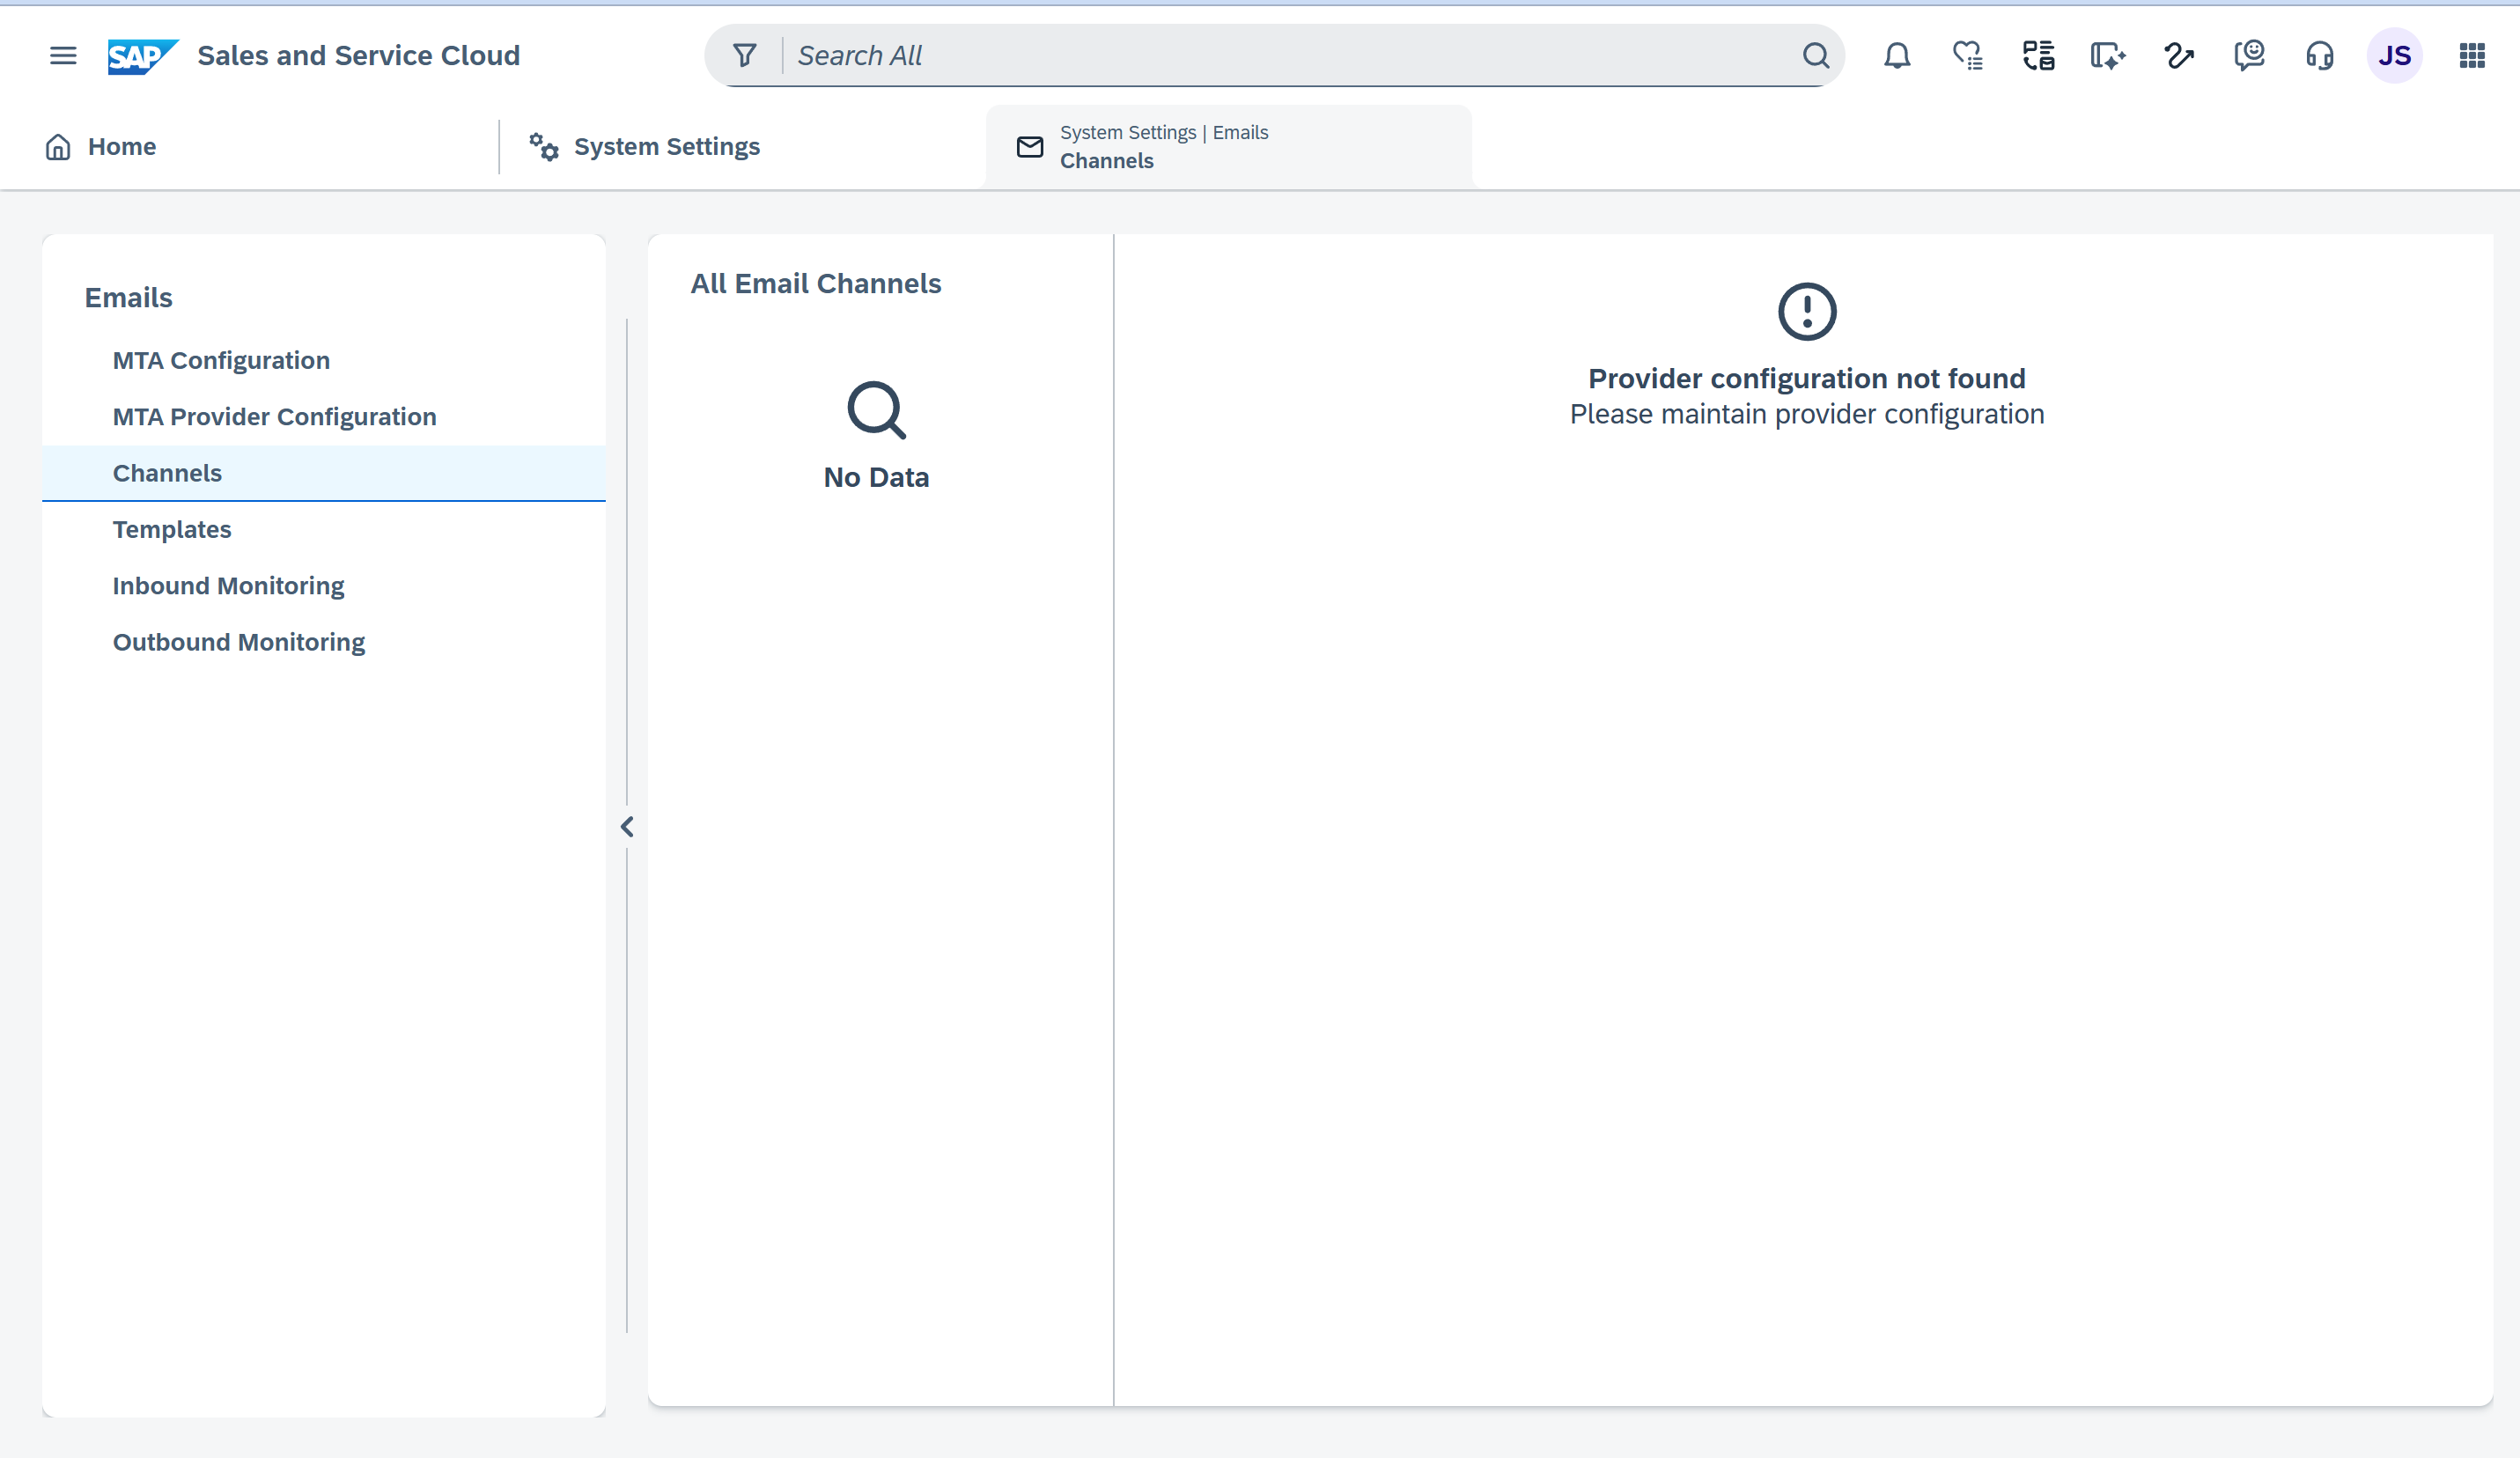 SAP
Sales and Service Cloud
Search All
JS
Home
System Settings
System Settings | Emails
Channels
Emails
MTA Configuration
MTA Provider Configuration
Channels
Templates
Inbound Monitoring
Outbound Monitoring
All Email Channels
No Data
Provider configuration not found
Please maintain provider configuration